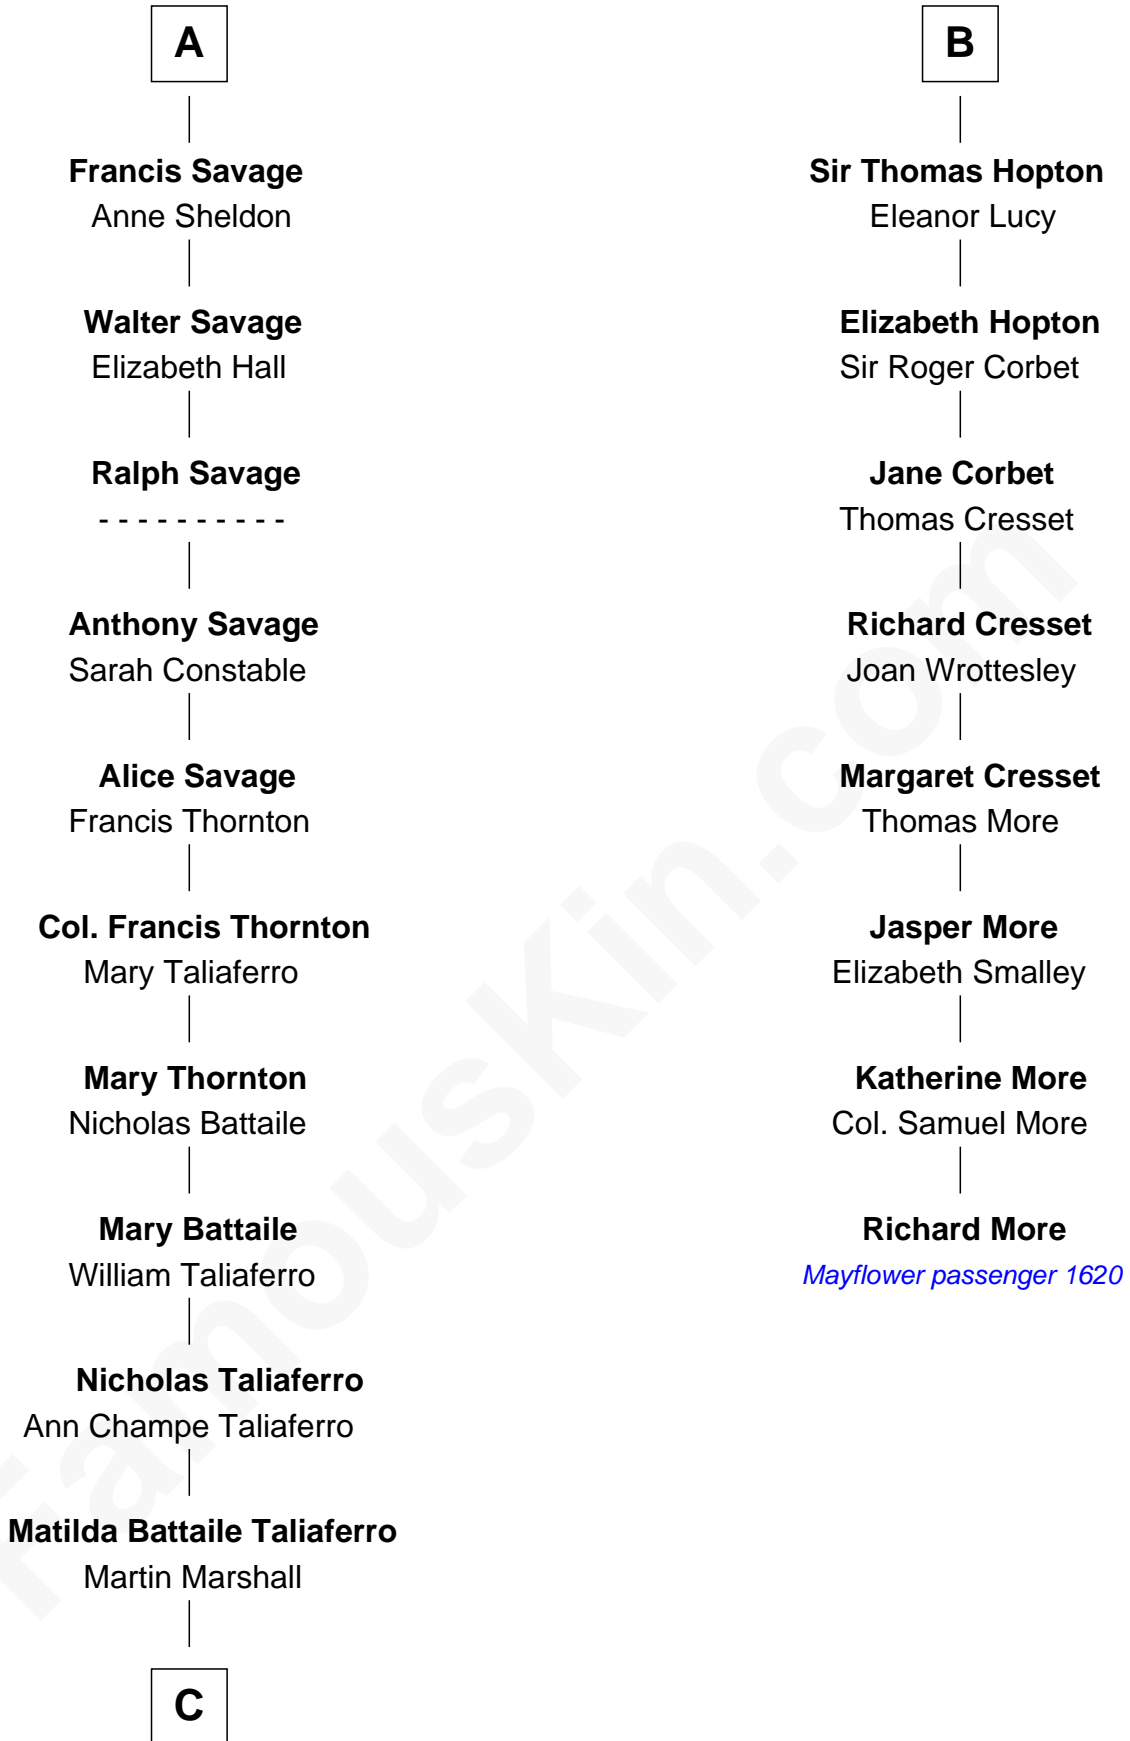 A
Francis Savage
Anne Sheldon
Walter Savage
Elizabeth Hall
Ralph Savage
- - - - - - - - - -
Anthony Savage
Sarah Constable
Alice Savage
Francis Thornton
Col. Francis Thornton
Mary Taliaferro
Mary Thornton
Nicholas Battaile
Mary Battaile
William Taliaferro
Nicholas Taliaferro
Ann Champe Taliaferro
Matilda Battaile Taliaferro
Martin Marshall
C
B
Sir Thomas Hopton
Eleanor Lucy
Elizabeth Hopton
Sir Roger Corbet
Jane Corbet
Thomas Cresset
Richard Cresset
Joan Wrottesley
Margaret Cresset
Thomas More
Jasper More
Elizabeth Smalley
Katherine More
Col. Samuel More
Richard More
Mayflower passenger 1620
FamousKin.com